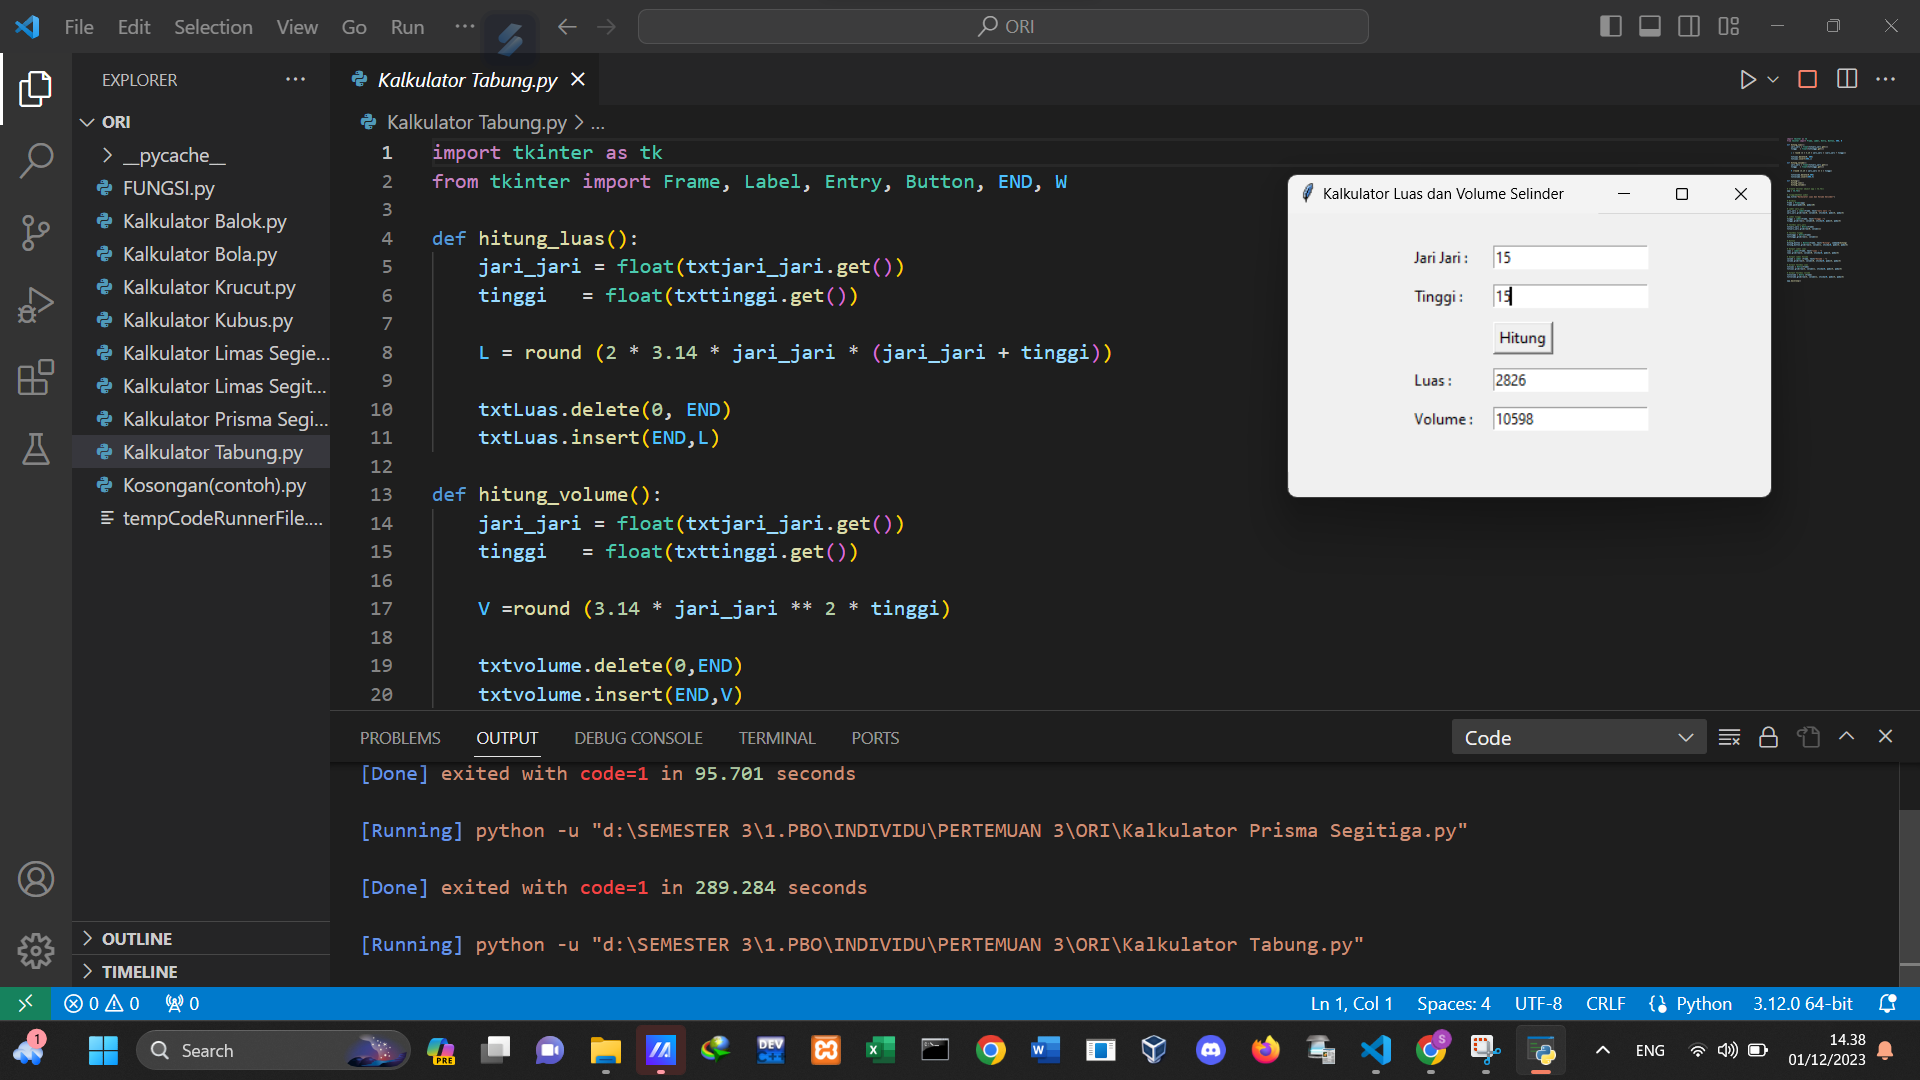 File Edit Selection View Go Run ···
ORI
EXPLORER
ORI
__pycache__
FUNGSI.py
Kalkulator Balok.py
Kalkulator Bola.py
Kalkulator Krucut.py
Kalkulator Kubus.py
Kalkulator Limas Segie...
Kalkulator Limas Segit...
Kalkulator Prisma Segi...
Kalkulator Tabung.py
Kosongan(contoh).py
tempCodeRunnerFile....
OUTLINE
TIMELINE
Kalkulator Tabung.py
Kalkulator Tabung.py > ...
1 import tkinter as tk
2 from tkinter import Frame, Label, Entry, Button, END, W
3
4 def hitung_luas():
5 jari_jari = float(txtjari_jari.get())
6 tinggi   = float(txttinggi.get())
7
8 L = round (2 * 3.14 * jari_jari * (jari_jari + tinggi))
9
10 txtLuas.delete(0, END)
11 txtLuas.insert(END,L)
12
13 def hitung_volume():
14 jari_jari = float(txtjari_jari.get())
15 tinggi   = float(txttinggi.get())
16
17 V =round (3.14 * jari_jari ** 2 * tinggi)
18
19 txtvolume.delete(0,END)
20 txtvolume.insert(END,V)
Kalkulator Luas dan Volume Selinder
Jari Jari : 15
Tinggi : 15
Hitung
Luas : 2826
Volume : 10598
PROBLEMS OUTPUT DEBUG CONSOLE TERMINAL PORTS
Code
[Done] exited with code=1 in 95.701 seconds
[Running] python -u "d:\SEMESTER 3\1.PBO\INDIVIDU\PERTEMUAN 3\ORI\Kalkulator Prisma Segitiga.py"
[Done] exited with code=1 in 289.284 seconds
[Running] python -u "d:\SEMESTER 3\1.PBO\INDIVIDU\PERTEMUAN 3\ORI\Kalkulator Tabung.py"
0 0 0
Ln 1, Col 1 Spaces: 4 UTF-8 CRLF Python 3.12.0 64-bit
1
Search
PRE
DEV C++
S
ENG
14.38
01/12/2023